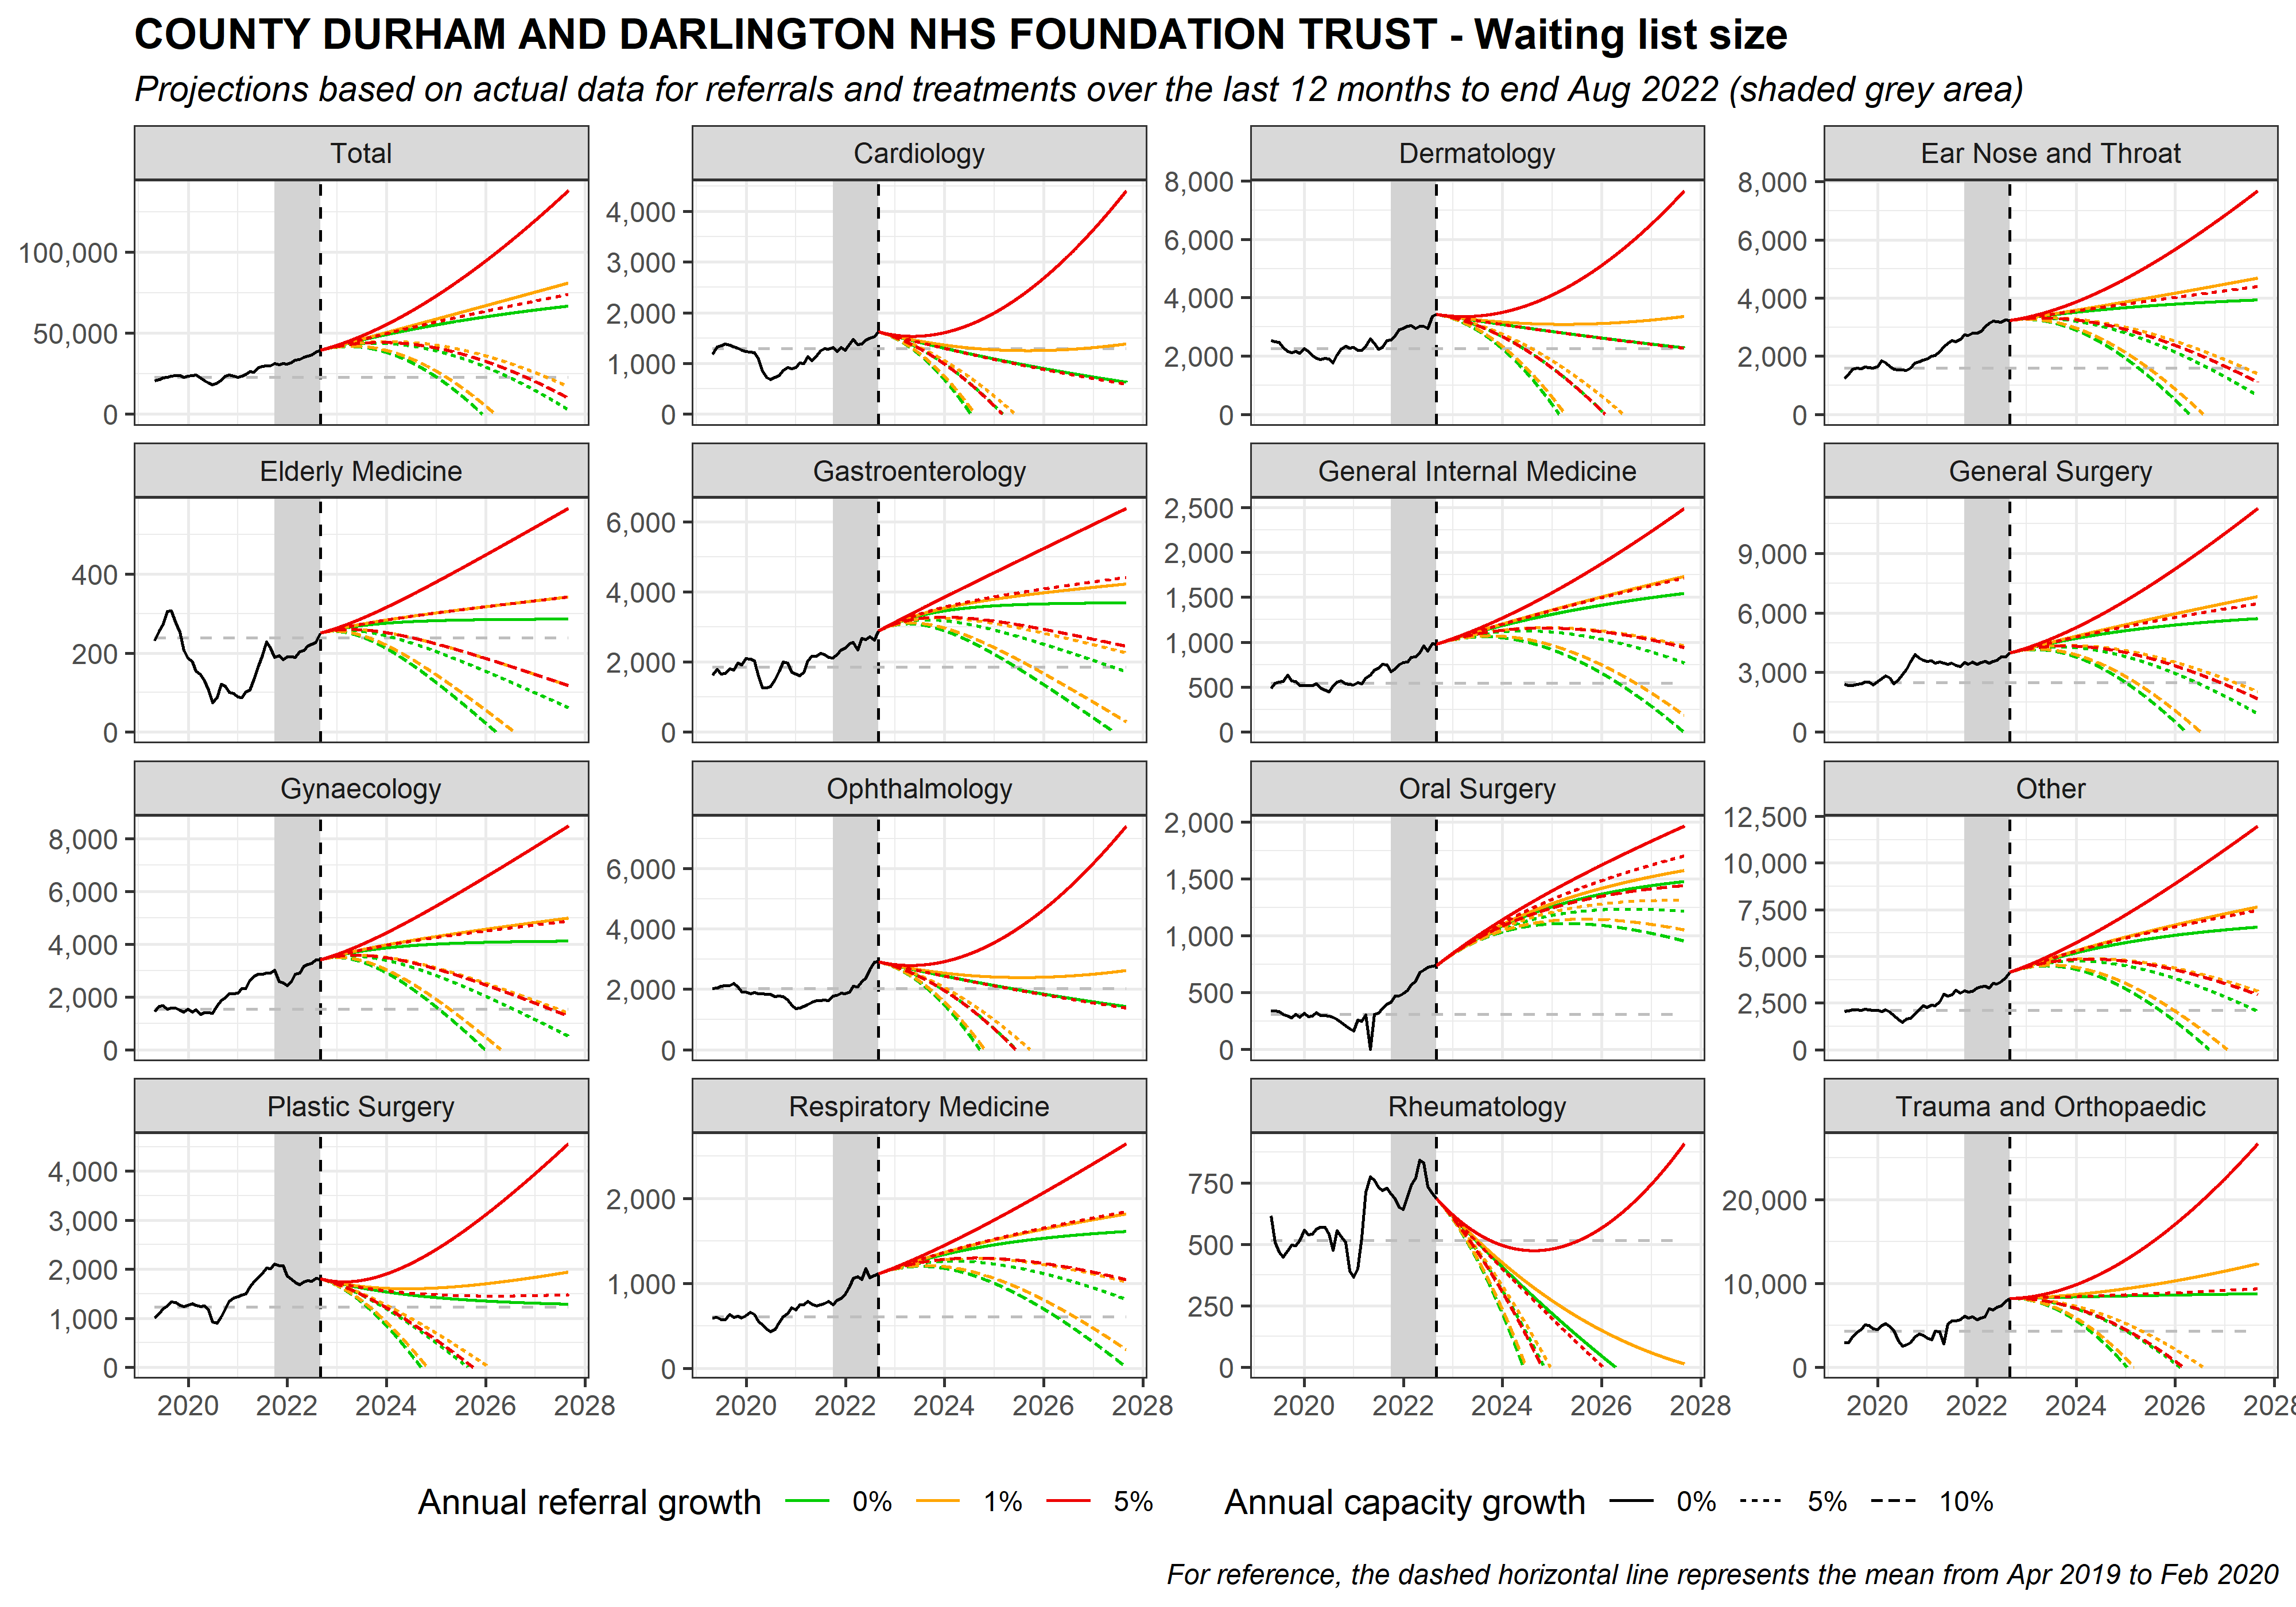 COUNTY DURHAM AND DARLINGTON NHS FOUNDATION TRUST - Waiting list size
Projections based on actual data for referrals and treatments over the last 12 months to end Aug 2022 (shaded grey area)
Total
100,000
50,000
0
Cardiology
4,000
3,000
2,000
1,000
0
Dermatology
8,000
6,000
4,000
2,000
0
Ear Nose and Throat
8,000
6,000
4,000
2,000
0
Elderly Medicine
400
200
0
Gastroenterology
6,000
4,000
2,000
0
General Internal Medicine
2,500
2,000
1,500
1,000
500
0
General Surgery
9,000
6,000
3,000
0
Gynaecology
8,000
6,000
4,000
2,000
0
Ophthalmology
6,000
4,000
2,000
0
Oral Surgery
2,000
1,500
1,000
500
0
Other
12,500
10,000
7,500
5,000
2,500
0
Plastic Surgery
4,000
3,000
2,000
1,000
0
2020 2022 2024 2026 2028
Respiratory Medicine
2,000
1,000
0
2020 2022 2024 2026 2028
Rheumatology
750
500
250
0
2020 2022 2024 2026 2028
Trauma and Orthopaedic
20,000
10,000
0
2020 2022 2024 2026 2028
Annual referral growth 0% 1% 5% Annual capacity growth 0% 5% 10%
For reference, the dashed horizontal line represents the mean from Apr 2019 to Feb 2020